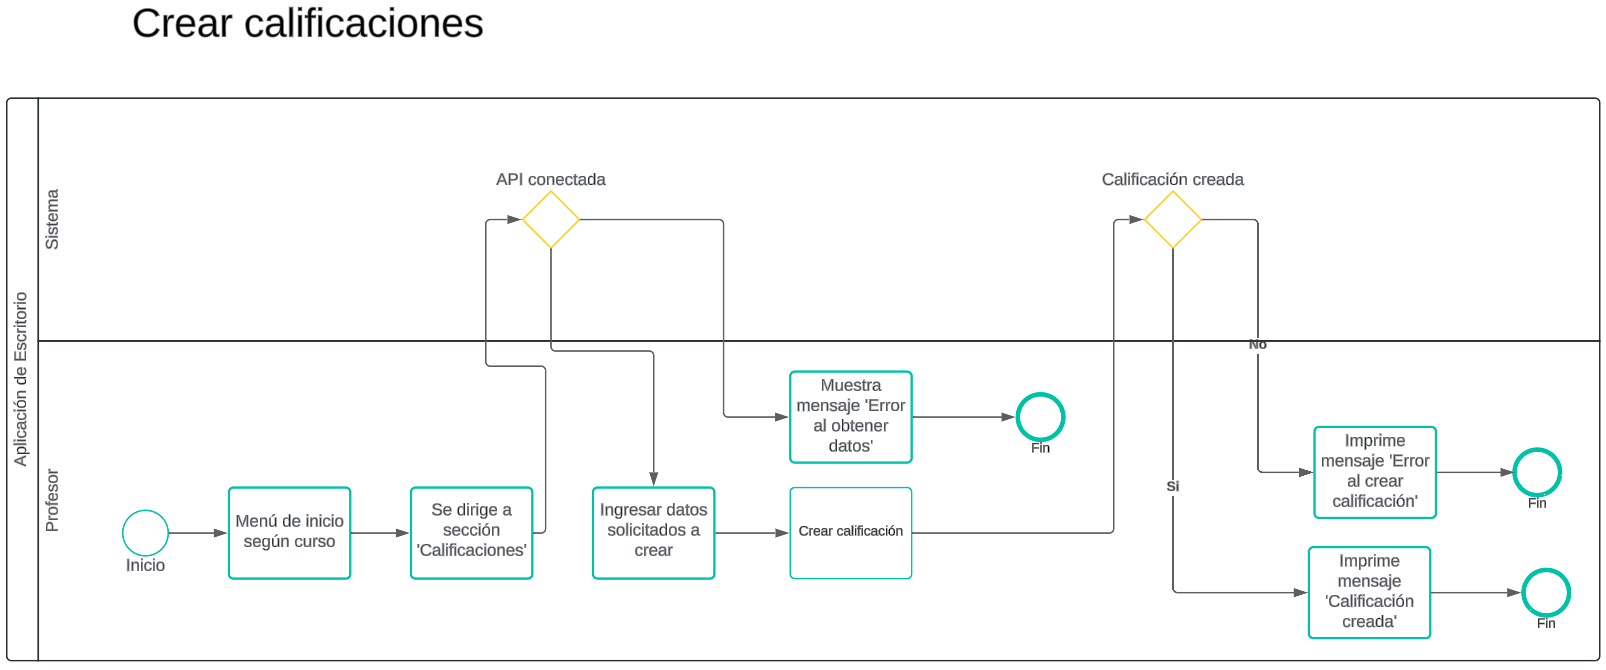 Crear calificaciones
Aplicación de Escritorio
Sistema
API conectada
Calificación creada
No
Si
Profesor
Inicio
Menú de inicio
según curso
Se dirige a
sección
'Calificaciones'
Ingresar datos
solicitados a
crear
Muestra
mensaje 'Error
al obtener
datos'
Fin
Crear calificación
Imprime
mensaje 'Error
al crear
calificación'
Fin
Imprime
mensaje
'Calificación
creada'
Fin